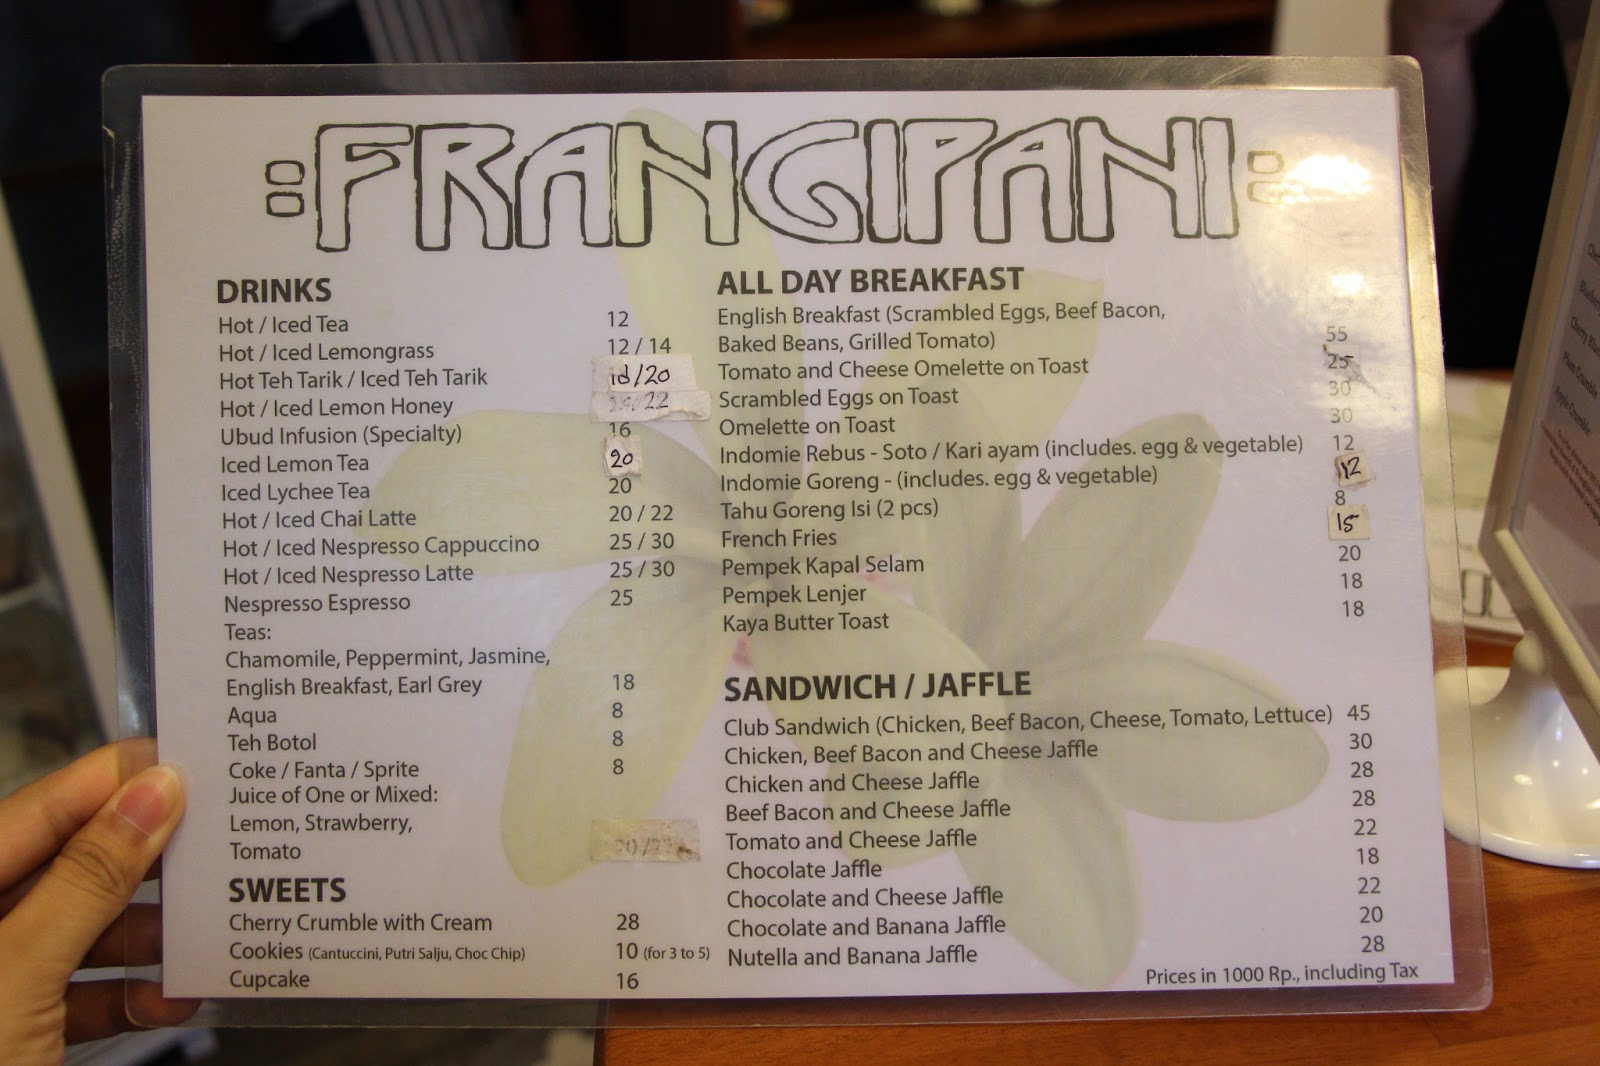 FRANGIPANI
DRINKS
Hot / Iced Tea 12
Hot / Iced Lemongrass 12 / 14
Hot Teh Tarik / Iced Teh Tarik /20
Hot / Iced Lemon Honey / 22
Ubud Infusion (Specialty) 16
Iced Lemon Tea 20
Iced Lychee Tea 20
Hot / Iced Chai Latte 20 / 22
Hot / Iced Nespresso Cappuccino 25 / 30
Hot / Iced Nespresso Latte 25 / 30
Nespresso Espresso 25
Teas:
Chamomile, Peppermint, Jasmine,
English Breakfast, Earl Grey 18
Aqua 8
Teh Botol 8
Coke / Fanta / Sprite 8
Juice of One or Mixed:
Lemon, Strawberry,
Tomato
SWEETS
Cherry Crumble with Cream 28
Cookies (Cantuccini, Putri Salju, Choc Chip) 10 (for 3 to 5)
Cupcake 16
ALL DAY BREAKFAST
English Breakfast (Scrambled Eggs, Beef Bacon,
Baked Beans, Grilled Tomato) 55
Tomato and Cheese Omelette on Toast 25
Scrambled Eggs on Toast 30
Omelette on Toast 30
Indomie Rebus - Soto / Kari ayam (includes. egg & vegetable) 12
Indomie Goreng - (includes. egg & vegetable) 12
Tahu Goreng Isi (2 pcs) 8
French Fries 15
Pempek Kapal Selam 20
Pempek Lenjer 18
Kaya Butter Toast 18
SANDWICH / JAFFLE
Club Sandwich (Chicken, Beef Bacon, Cheese, Tomato, Lettuce) 45
Chicken, Beef Bacon and Cheese Jaffle 30
Chicken and Cheese Jaffle 28
Beef Bacon and Cheese Jaffle 28
Tomato and Cheese Jaffle 22
Chocolate Jaffle 18
Chocolate and Cheese Jaffle 22
Chocolate and Banana Jaffle 20
Nutella and Banana Jaffle 28
Prices in 1000 Rp., including Tax